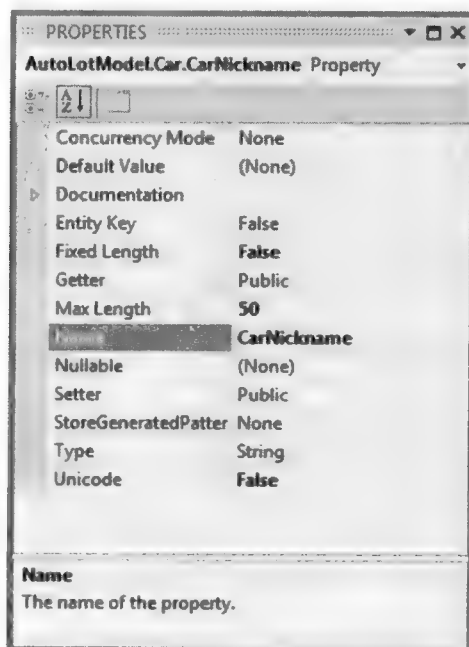 PROPERTIES
AutoLotModel.Car.CarNickname Property
A
Z
Concurrency Mode None
Default Value (None)
Documentation
Entity Key False
Fixed Length False
Getter Public
Max Length 50
CarNickname
Nullable (None)
Setter Public
StoreGeneratedPatter None
Type String
Unicode False
Name
The name of the property.